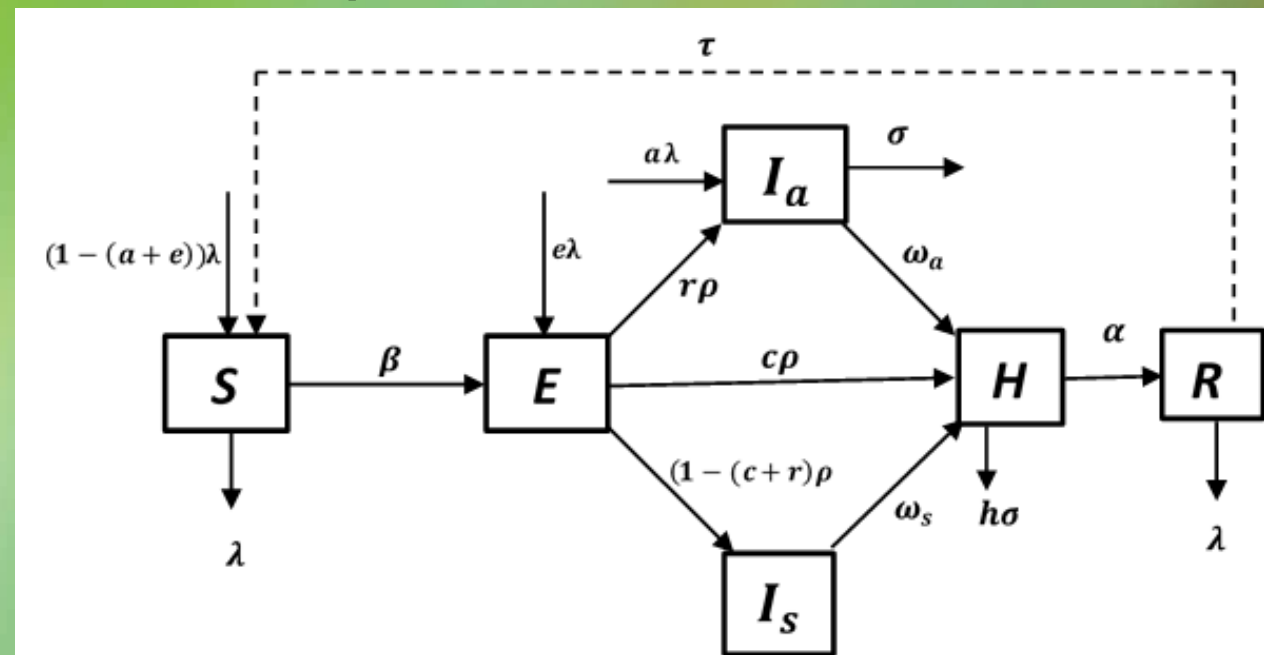 τ
aλ
I_a
σ
(1 − (a + e))λ
eλ
rρ
ω_a
S
β
E
cρ
H
α
R
(1 − (c + r)ρ
ω_s
hσ
λ
λ
I_s